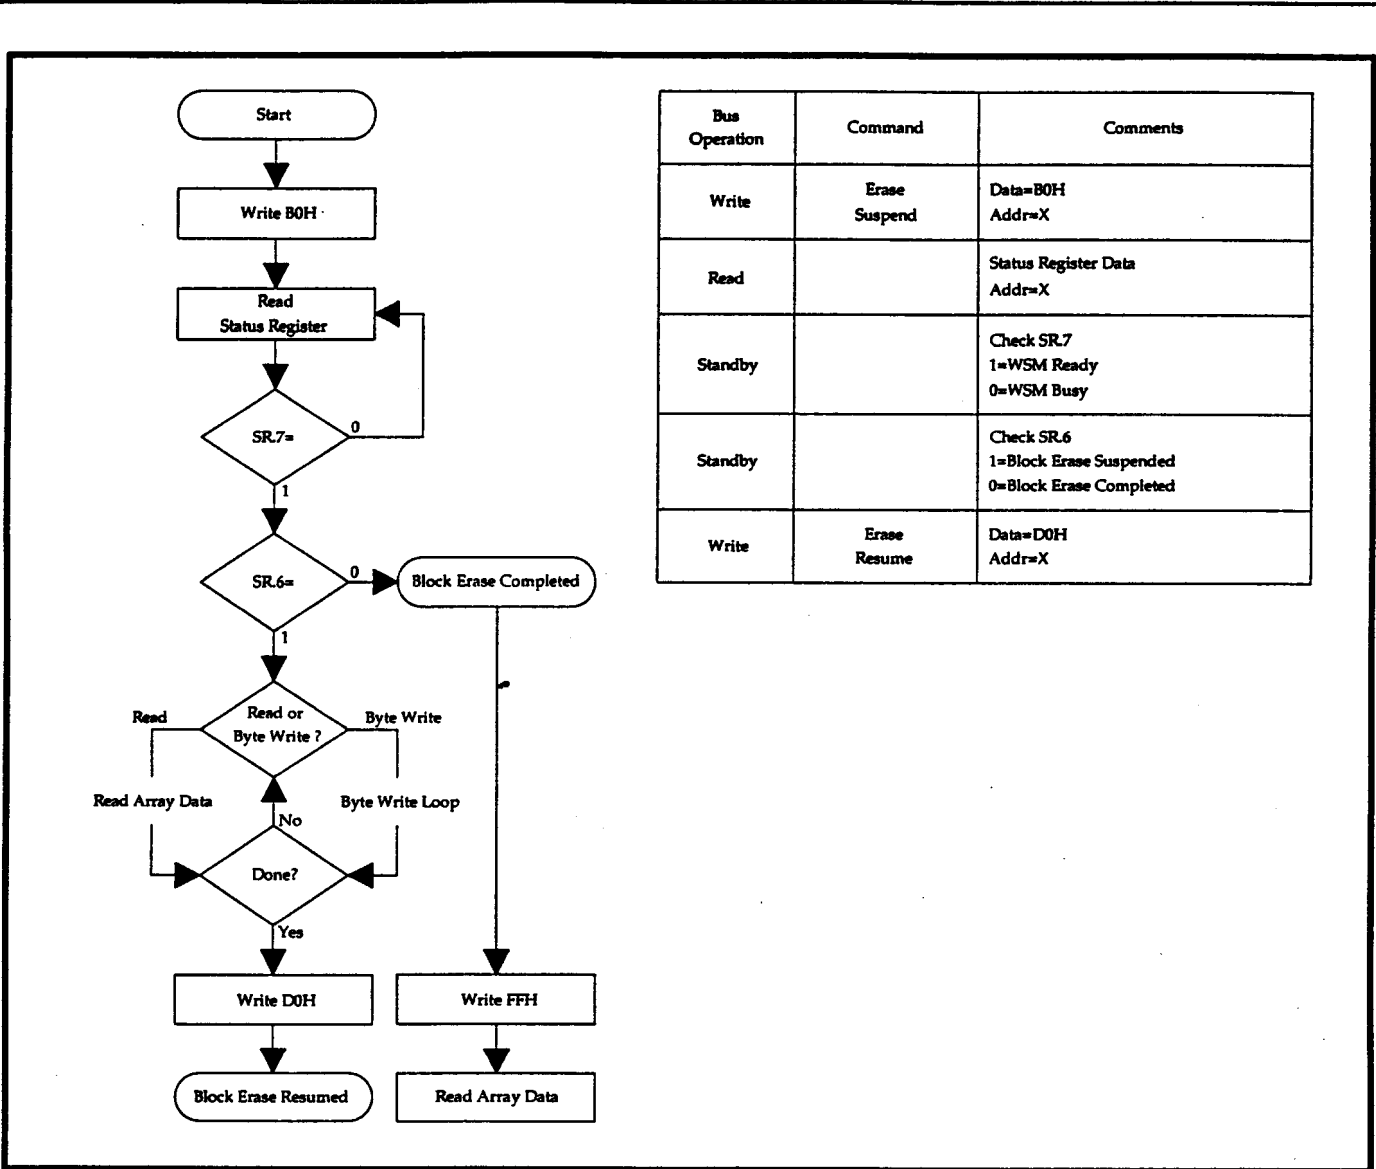 Start
Write B0H
Read
Status Register
SR.7=
0
1
SR.6=
0
Block Erase Completed
1
Read
Read or
Byte Write ?
Byte Write
Read Array Data
Byte Write Loop
No
Done?
Yes
Write D0H
Write FFH
Block Erase Resumed
Read Array Data
Bus
Operation
Command
Comments
Write
Erase
Suspend
Data=B0H
Addr=X
Read
Status Register Data
Addr=X
Standby
Check SR.7
1=WSM Ready
0=WSM Busy
Standby
Check SR.6
1=Block Erase Suspended
0=Block Erase Completed
Write
Erase
Resume
Data=D0H
Addr=X